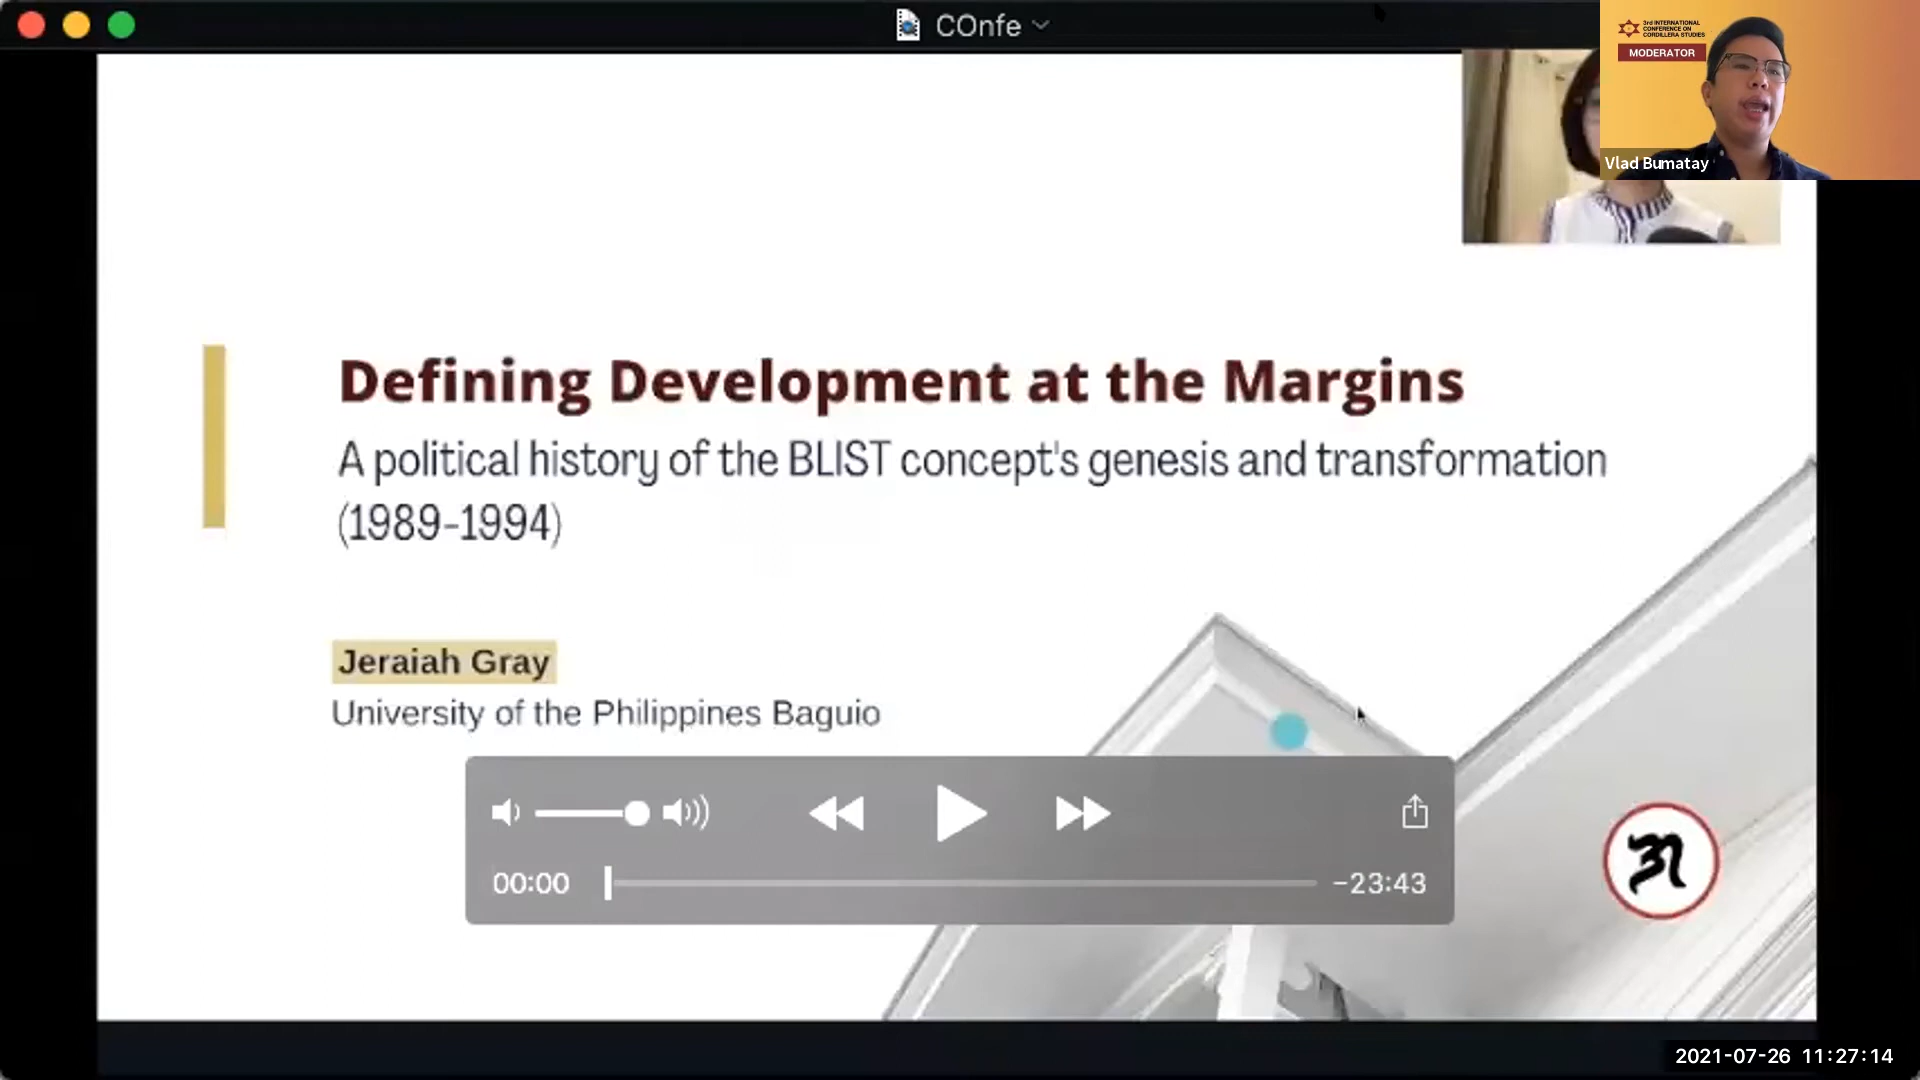 COnfe
3rd INTERNATIONAL
CONFERENCE ON
CORDILLERA STUDIES
MODERATOR
Vlad Bumatay
Defining Development at the Margins
A political history of the BLIST concept's genesis and transformation
(1989-1994)
Jeraiah Gray
University of the Philippines Baguio
00:00
-23:43
2021-07-26 11:27:14